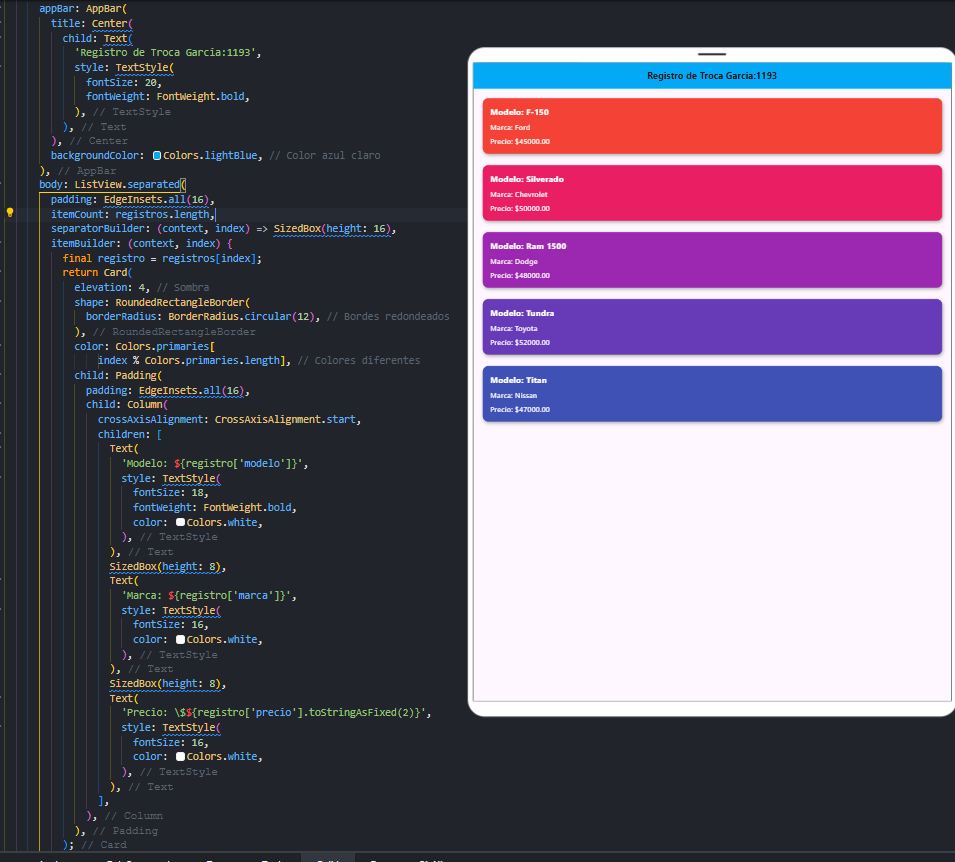 appBar: AppBar(
title: Center(
child: Text(
'Registro de Troca Garcia:1193',
style: TextStyle(
fontSize: 20,
fontWeight: FontWeight.bold,
), // TextStyle
), // Text
), // Center
backgroundColor: Colors.lightBlue, // Color azul claro
), // AppBar
body: ListView.separated(
padding: EdgeInsets.all(16),
itemCount: registros.length,
separatorBuilder: (context, index) => SizedBox(height: 16),
itemBuilder: (context, index) {
final registro = registros[index];
return Card(
elevation: 4, // Sombra
shape: RoundedRectangleBorder(
borderRadius: BorderRadius.circular(12), // Bordes redondeados
), // RoundedRectangleBorder
color: Colors.primaries[
index % Colors.primaries.length], // Colores diferentes
child: Padding(
padding: EdgeInsets.all(16),
child: Column(
crossAxisAlignment: CrossAxisAlignment.start,
children: [
Text(
'Modelo: ${registro['modelo']}',
style: TextStyle(
fontSize: 18,
fontWeight: FontWeight.bold,
color: Colors.white,
), // TextStyle
), // Text
SizedBox(height: 8),
Text(
'Marca: ${registro['marca']}',
style: TextStyle(
fontSize: 16,
color: Colors.white,
), // TextStyle
), // Text
SizedBox(height: 8),
Text(
'Precio: \$${registro['precio'].toStringAsFixed(2)}',
style: TextStyle(
fontSize: 16,
color: Colors.white,
), // TextStyle
), // Text
],
), // Column
), // Padding
); // Card
Registro de Troca Garcia:1193
Modelo: F-150
Marca: Ford
Precio: $45000.00
Modelo: Silverado
Marca: Chevrolet
Precio: $50000.00
Modelo: Ram 1500
Marca: Dodge
Precio: $48000.00
Modelo: Tundra
Marca: Toyota
Precio: $52000.00
Modelo: Titan
Marca: Nissan
Precio: $47000.00